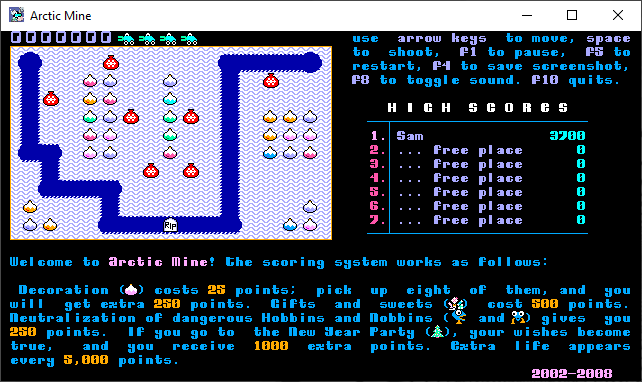 Arctic Mine
0000000
use arrow keys to move, space
to shoot, f1 to pause, f5 to
restart, f4 to save screenshot,
f8 to toggle sound. f10 quits.
HIGH SCORES
1. Sam 3700
2. ... free place 0
3. ... free place 0
4. ... free place 0
5. ... free place 0
6. ... free place 0
7. ... free place 0
Rip
Welcome to Arctic Mine! the scoring system works as follows:
Decoration ( ) costs 25 points; pick up eight of them, and you
will get extra 250 points. Gifts and sweets ( ) cost 500 points.
Neutralization of dangerous Hobbins and Nobbins ( and ) gives you
250 points. If you go to the New Year Party ( ), your wishes become
true, and you receive 1000 extra points. Extra life appears
every 5,000 points.
2002-2008